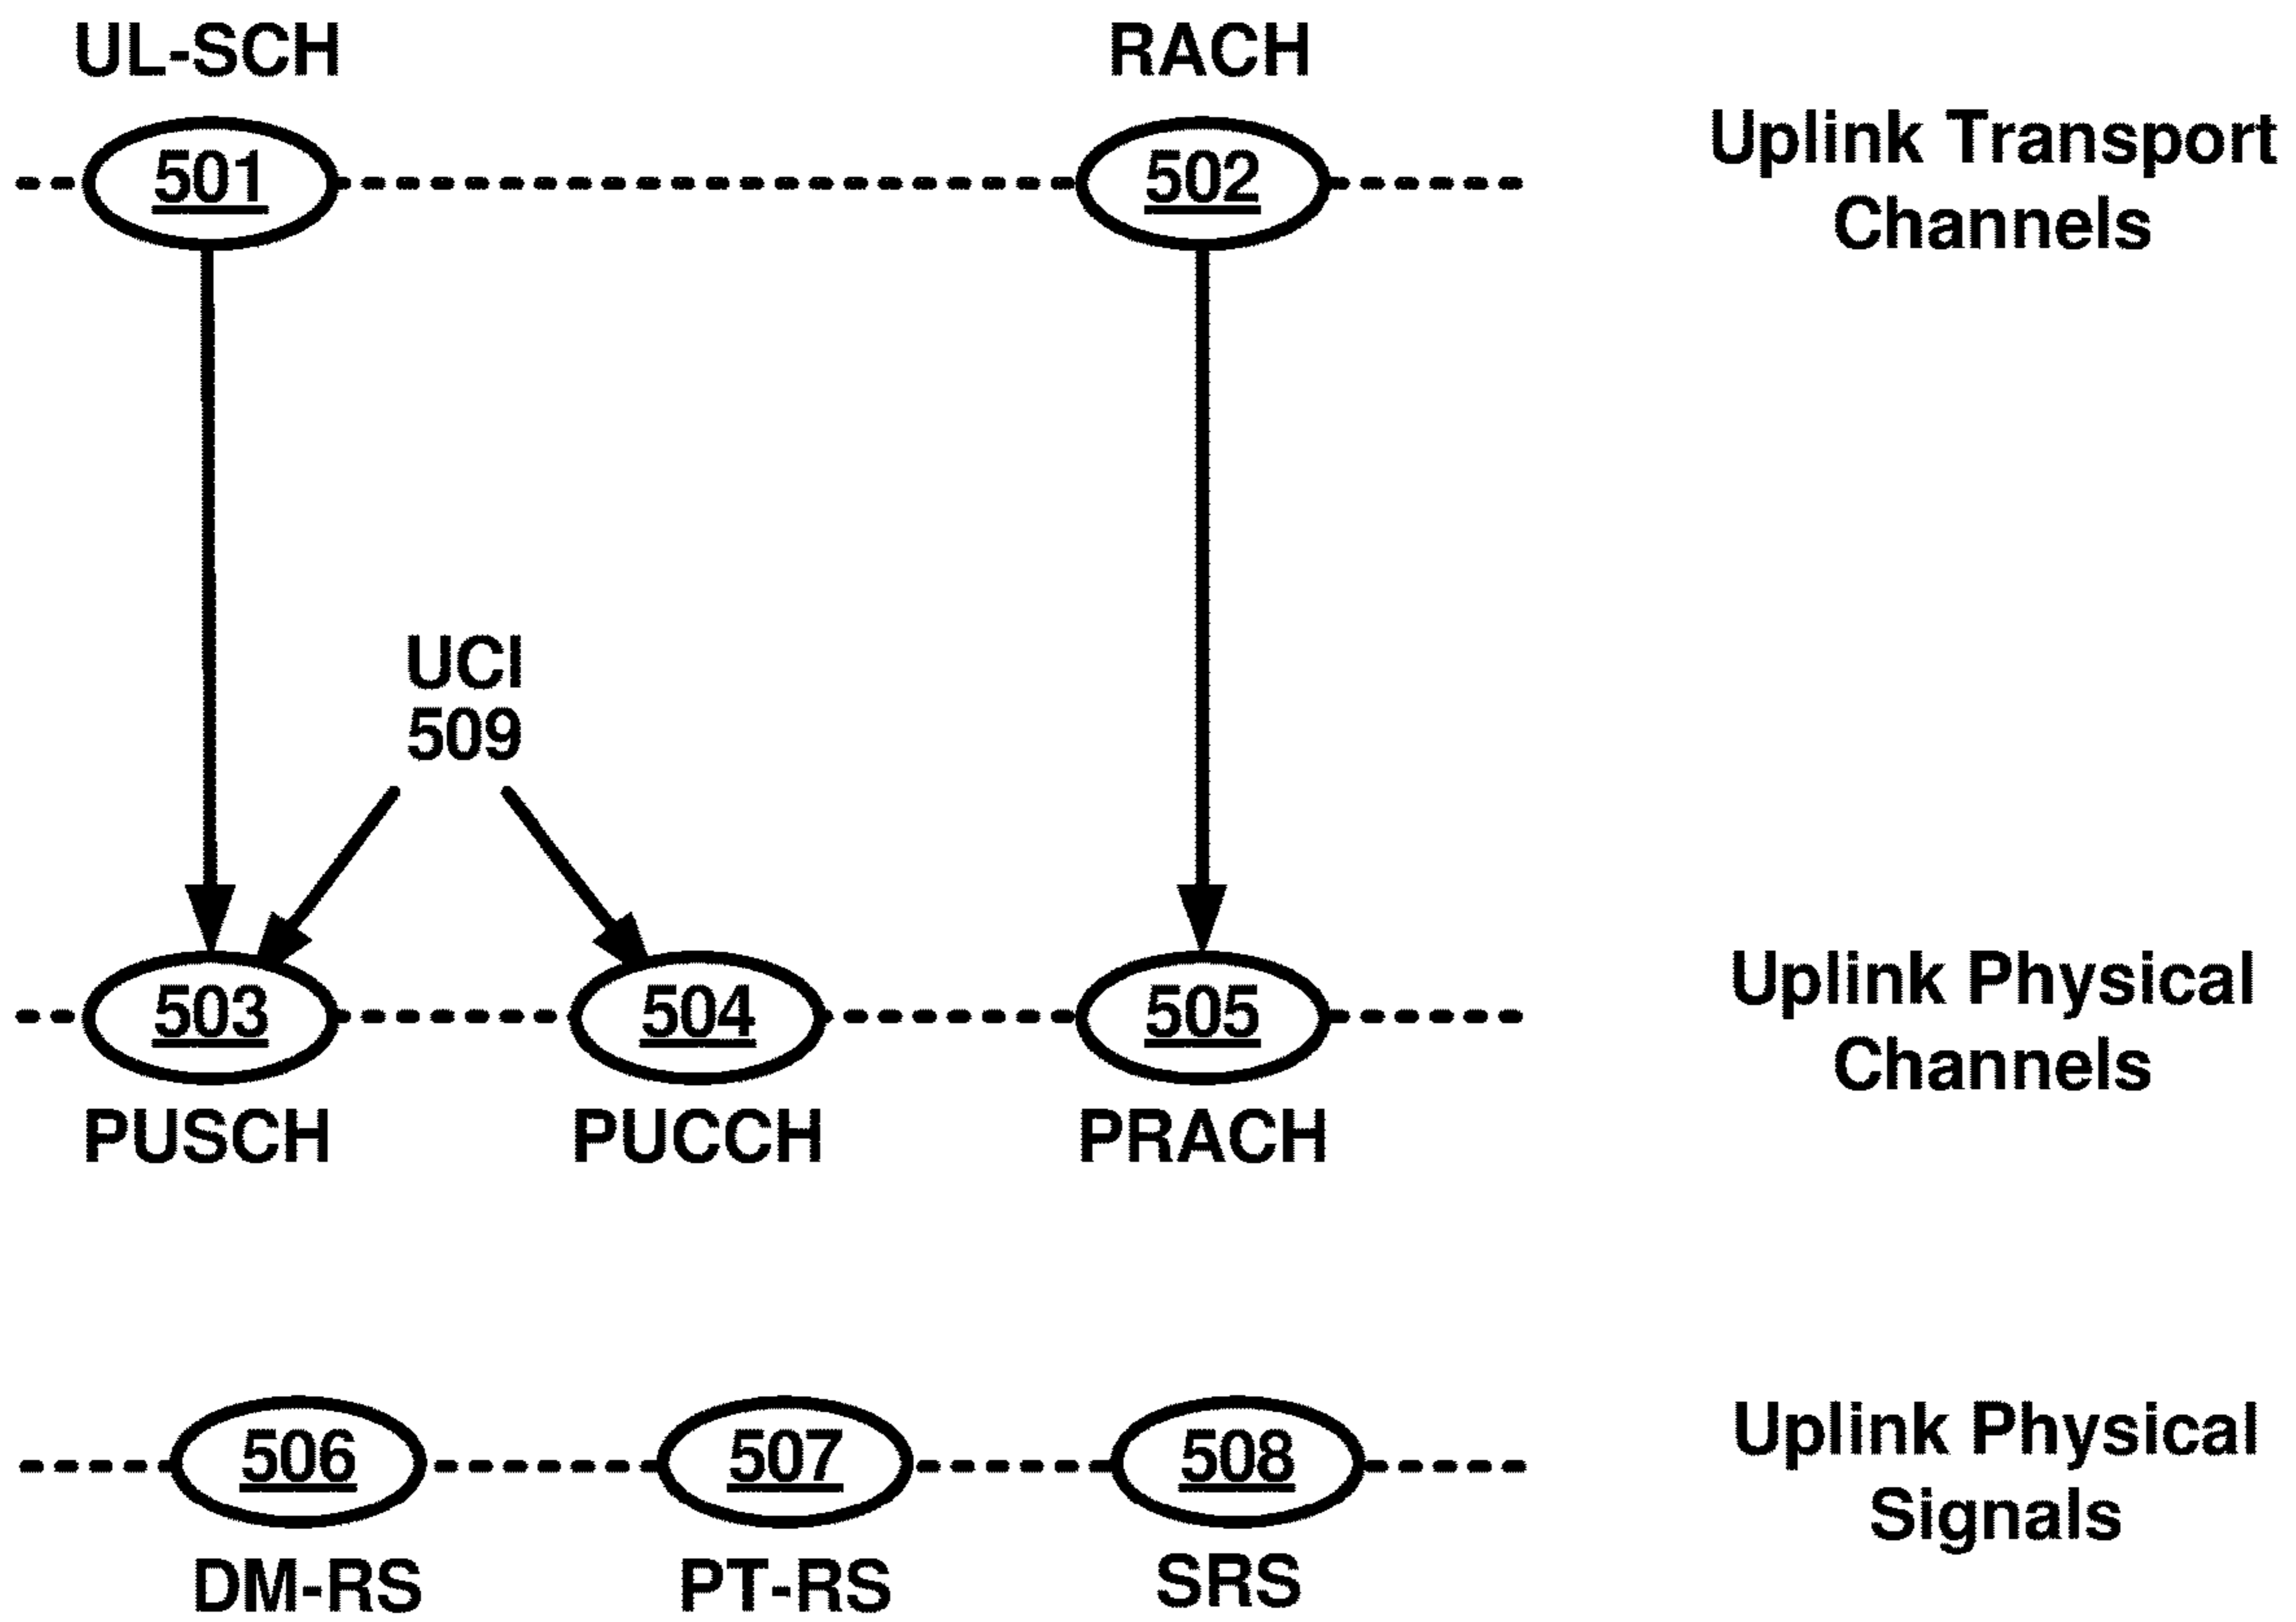 UL-SCH
RACH
501
502
Uplink Transport
Channels
UCI
509
503
504
505
Uplink Physical
Channels
PUSCH
PUCCH
PRACH
506
507
508
Uplink Physical
Signals
DM-RS
PT-RS
SRS